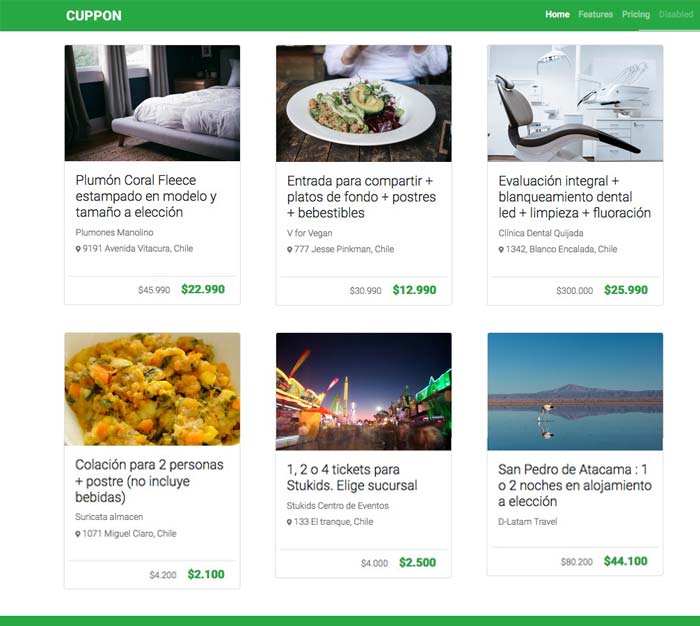 CUPPON
Home Features Pricing Disabled
Plumón Coral Fleece
estampado en modelo y
tamaño a elección
Plumones Manolino
9191 Avenida Vitacura, Chile
$45.990 $22.990
Entrada para compartir +
platos de fondo + postres
+ bebestibles
V for Vegan
777 Jesse Pinkman, Chile
$30.990 $12.990
Evaluación integral +
blanqueamiento dental
led + limpieza + fluoración
Clínica Dental Quijada
1342, Blanco Encalada, Chile
$300.000 $25.990
Colación para 2 personas
+ postre (no incluye
bebidas)
Suricata almacen
1071 Miguel Claro, Chile
$4.200 $2.100
1, 2 o 4 tickets para
Stukids. Elige sucursal
Stukids Centro de Eventos
133 El tranque, Chile
$4.000 $2.500
San Pedro de Atacama : 1
o 2 noches en alojamiento
a elección
D-Latam Travel
$80.200 $44.100